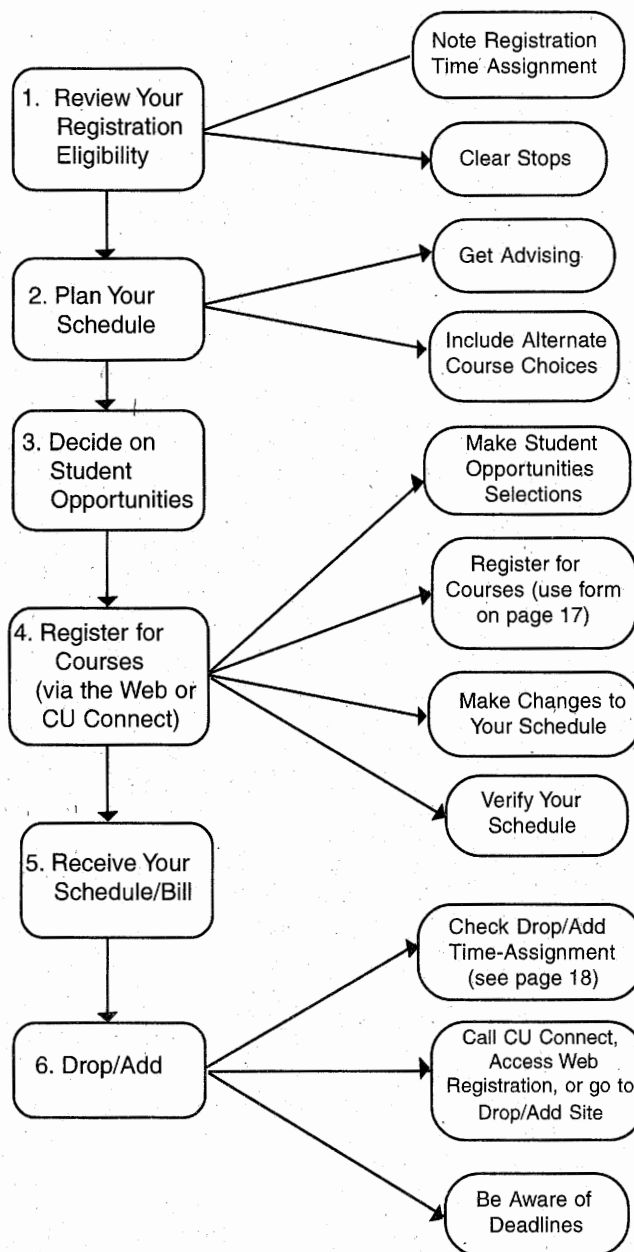 1. Review Your
Registration
Eligibility
Note Registration
Time Assignment
Clear Stops
2. Plan Your
Schedule
Get Advising
Include Alternate
Course Choices
3. Decide on
Student
Opportunities
4. Register for
Courses
(via the Web or
CU Connect)
Make Student
Opportunities
Selections
Register for
Courses (use form
on page 17)
Make Changes to
Your Schedule
Verify Your
Schedule
5. Receive Your
Schedule/Bill
6. Drop/Add
Check Drop/Add
Time-Assignment
(see page 18)
Call CU Connect,
Access Web
Registration, or go to
Drop/Add Site
Be Aware of
Deadlines